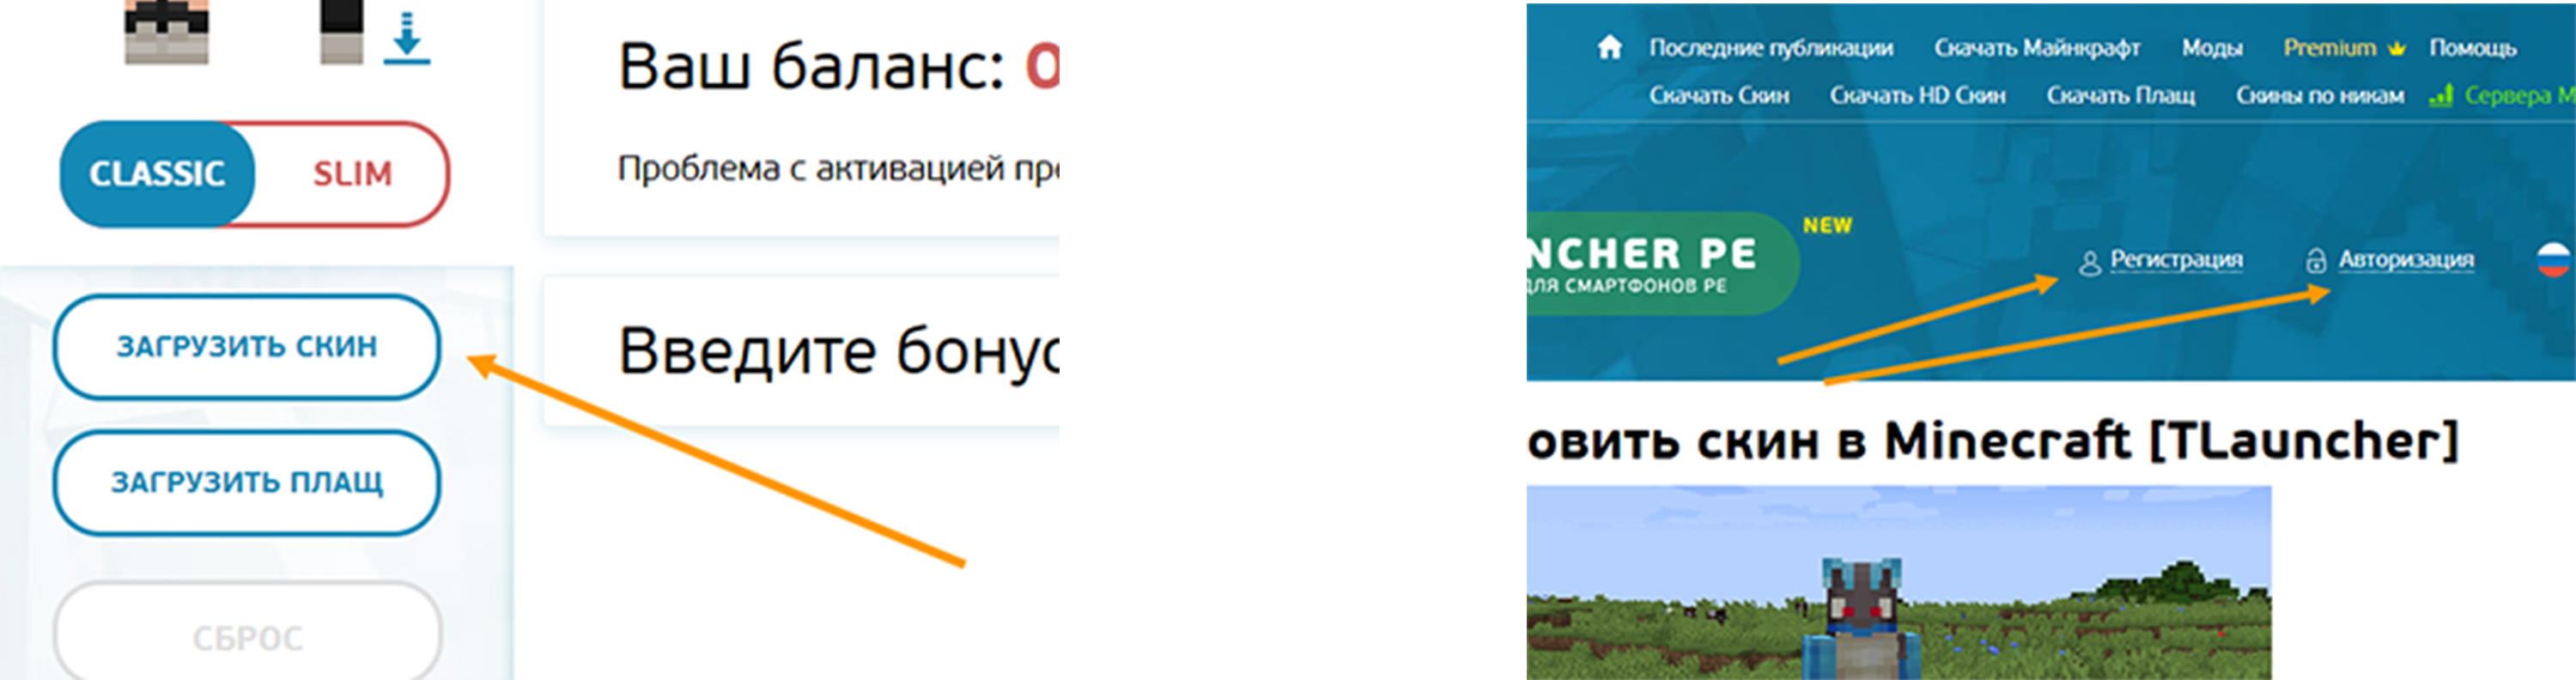 Ваш баланс: 0
Проблема с активацией
CLASSIC SLIM
ЗАГРУЗИТЬ СКИН
Введите
ЗАГРУЗИТЬ ПЛАЩ
СБРОС
Последние публикации Скачать Майнкрафт Моды Premium Помощь
Скачать Скин Скачать HD Скин Скачать Плащ Скины по никам Сервера M
NEW
NCHER PE
ДЛЯ СМАРТФОНОВ PE
Регистрация Авторизация
овить скин в Minecraft [TLauncher]